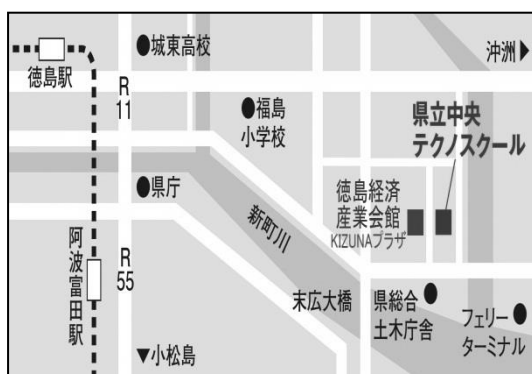 ●城東高校
沖洲▶
徳島駅
R
11
●福島
小学校
県立中央
テクノスクール
●県庁
徳島経済
産業会館
KIZUNAプラザ
新町川
阿波富田駅
R
55
末広大橋
県総合●
土木庁舎
フェリー●
ターミナル
▼小松島